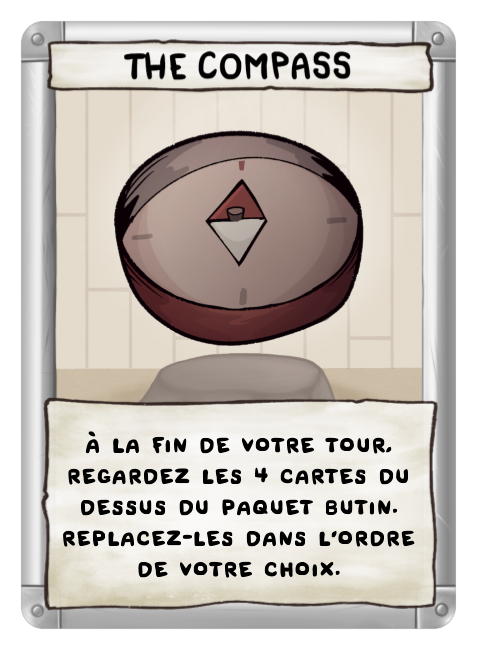 THE COMPASS
À LA FIN DE VOTRE TOUR,
REGARDEZ LES 4 CARTES DU
DESSUS DU PAQUET BUTIN.
REPLACEZ-LES DANS L'ORDRE
DE VOTRE CHOIX.